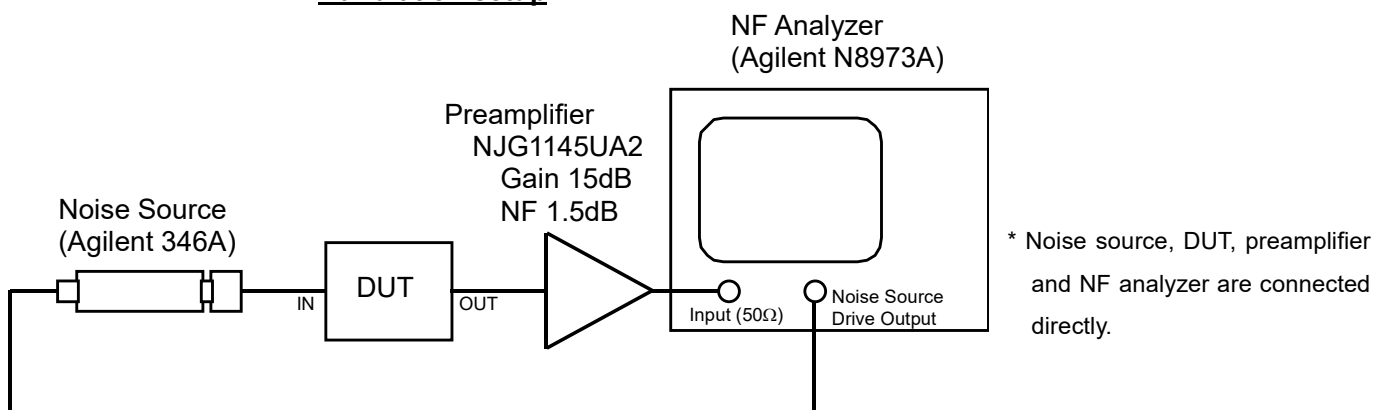 NF Analyzer
(Agilent N8973A)
Preamplifier
NJG1145UA2
Gain 15dB
NF 1.5dB
Noise Source
(Agilent 346A)
IN
DUT
OUT
Input (50Ω)
Noise Source
Drive Output
* Noise source, DUT, preamplifier
and NF analyzer are connected
directly.